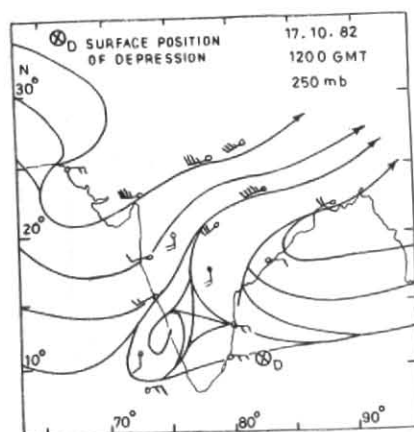 ⊗D SURFACE POSITION
OF DEPRESSION
17.10.82
1200 GMT
250 mb
N
30°
20°
10°
D
70° 80° 90°